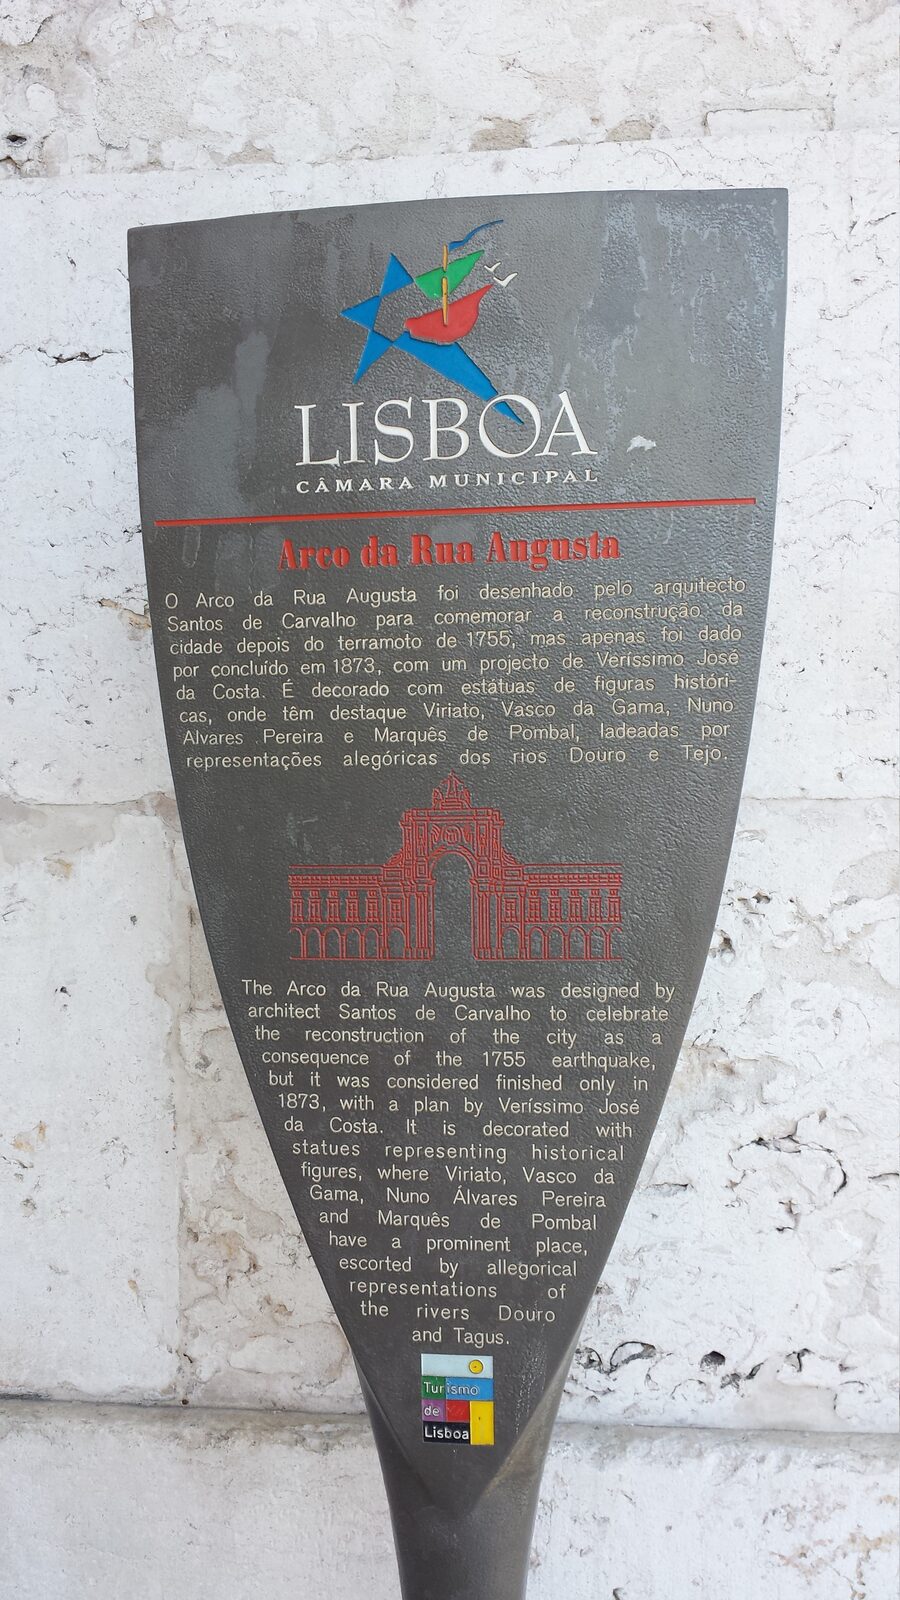 LISBOA
CÂMARA MUNICIPAL
Arco da Rua Augusta
O Arco da Rua Augusta foi desenhado pelo arquitecto
Santos de Carvalho para comemorar a reconstrução da
cidade depois do terramoto de 1755, mas apenas foi dado
por concluído em 1873, com um projecto de Veríssimo José
da Costa. É decorado com estátuas de figuras históri-
cas, onde têm destaque Viriato, Vasco da Gama, Nuno
Alvares Pereira e Marquês de Pombal, ladeadas por
representações alegóricas dos rios Douro e Tejo.
The Arco da Rua Augusta was designed by
architect Santos de Carvalho to celebrate
the reconstruction of the city as a
consequence of the 1755 earthquake,
but it was considered finished only in
1873, with a plan by Veríssimo José
da Costa. It is decorated with
statues representing historical
figures, where Viriato, Vasco da
Gama, Nuno Álvares Pereira
and Marquês de Pombal
have a prominent place,
escorted by allegorical
representations of
the rivers Douro
and Tagus.
Turismo
de
Lisboa